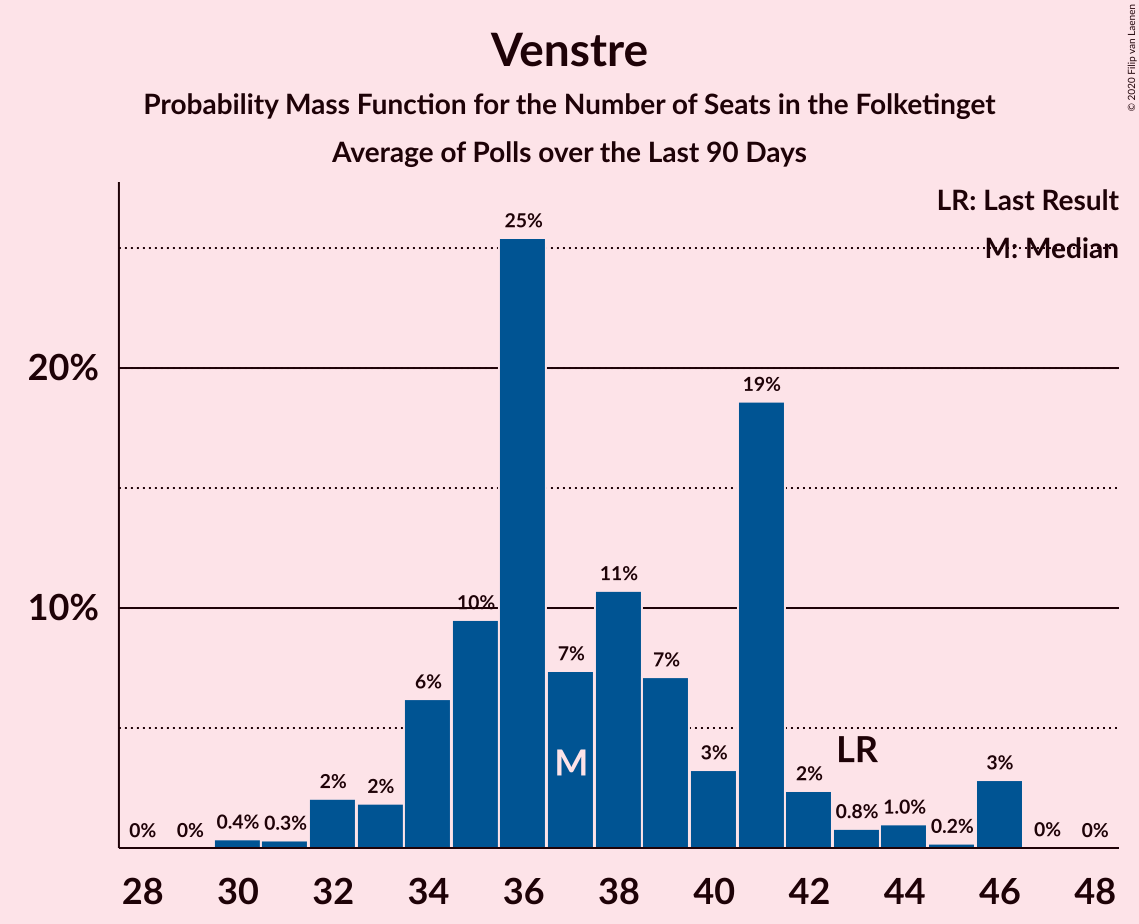 Venstre
Probability Mass Function for the Number of Seats in the Folketinget
Average of Polls over the Last 90 Days
© 2020 Filip van Laenen
LR: Last Result
M: Median
20%
10%
0%
0%
0.4%
0.3%
2%
2%
6%
10%
25%
7%
11%
7%
3%
19%
2%
0.8%
1.0%
0.2%
3%
0%
0%
M
LR
28 30 32 34 36 38 40 42 44 46 48